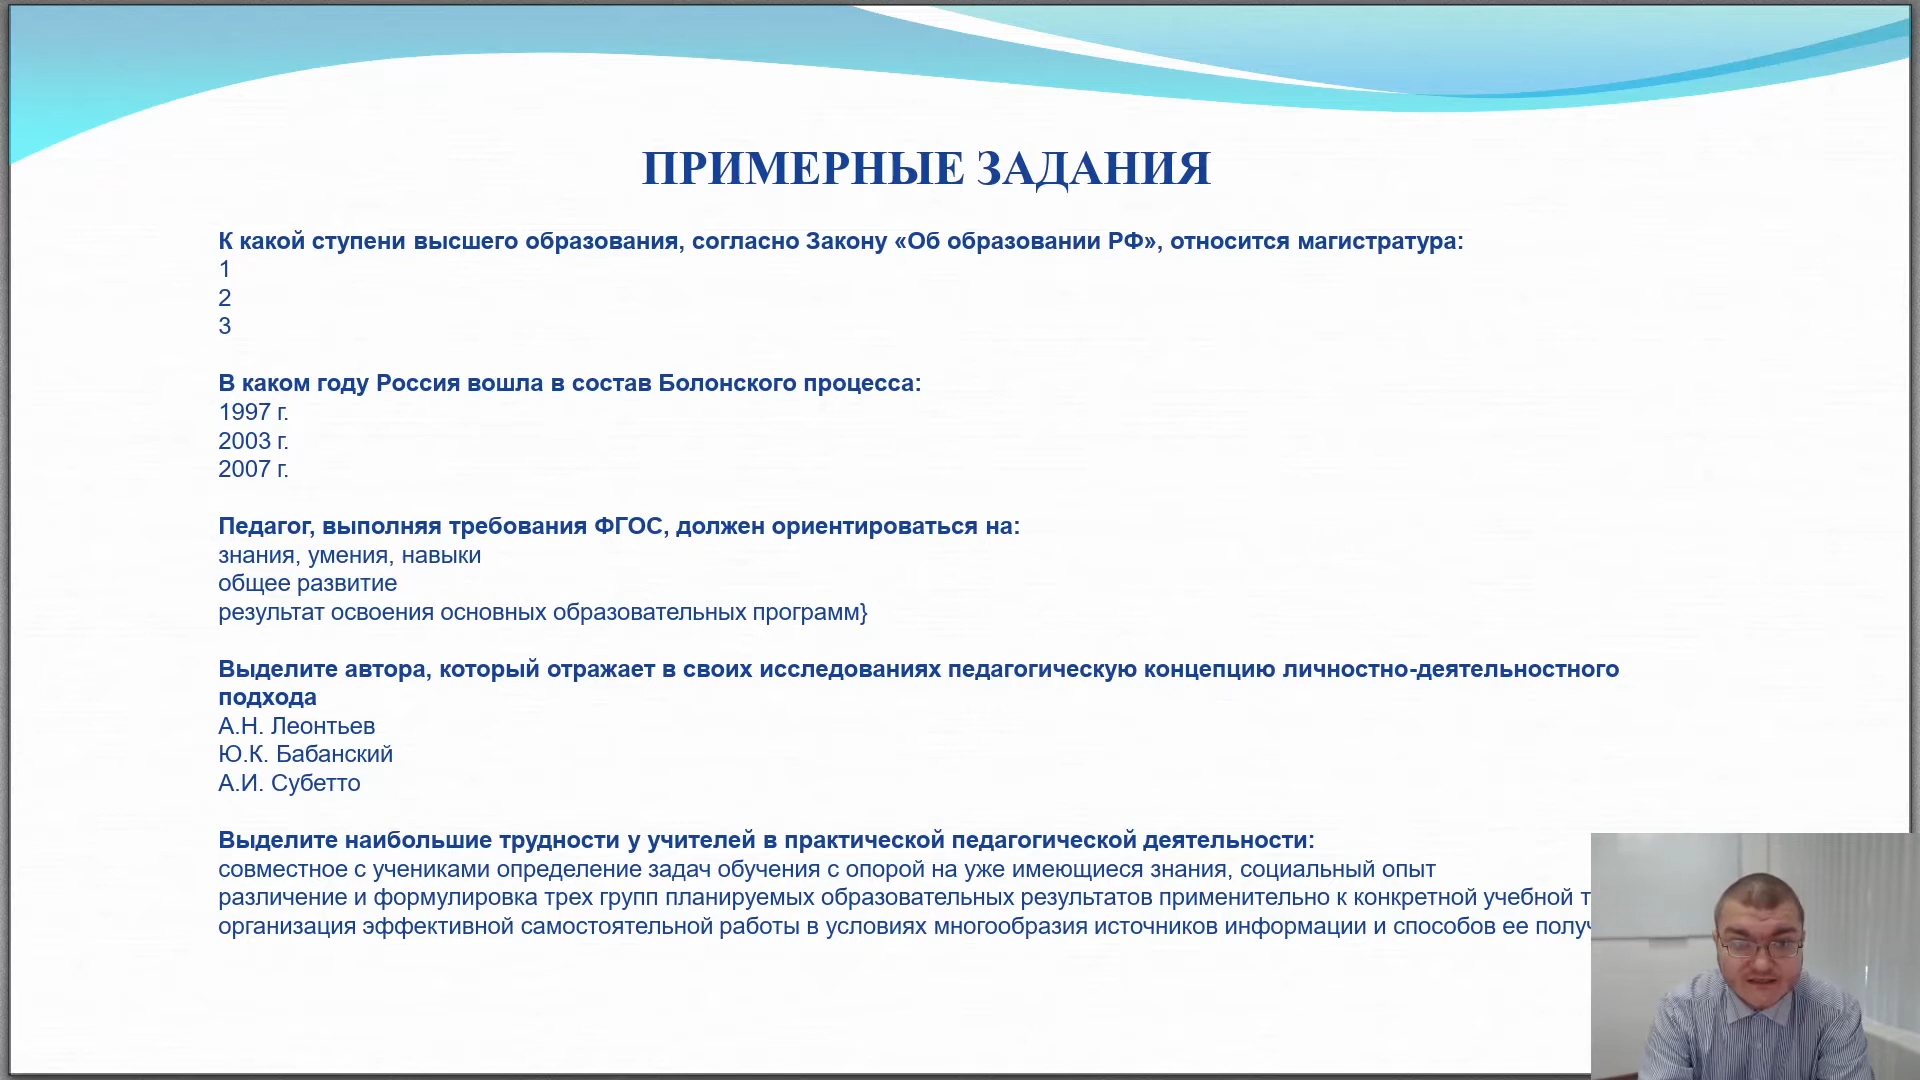 ПРИМЕРНЫЕ ЗАДАНИЯ
К какой ступени высшего образования, согласно Закону «Об образовании РФ», относится магистратура:
1
2
3
В каком году Россия вошла в состав Болонского процесса:
1997 г.
2003 г.
2007 г.
Педагог, выполняя требования ФГОС, должен ориентироваться на:
знания, умения, навыки
общее развитие
результат освоения основных образовательных программ}
Выделите автора, который отражает в своих исследованиях педагогическую концепцию личностно-деятельностного
подхода
А.Н. Леонтьев
Ю.К. Бабанский
А.И. Субетто
Выделите наибольшие трудности у учителей в практической педагогической деятельности:
совместное с учениками определение задач обучения с опорой на уже имеющиеся знания, социальный опыт
различение и формулировка трех групп планируемых образовательных результатов применительно к конкретной учебной
организация эффективной самостоятельной работы в условиях многообразия источников информации и способов ее